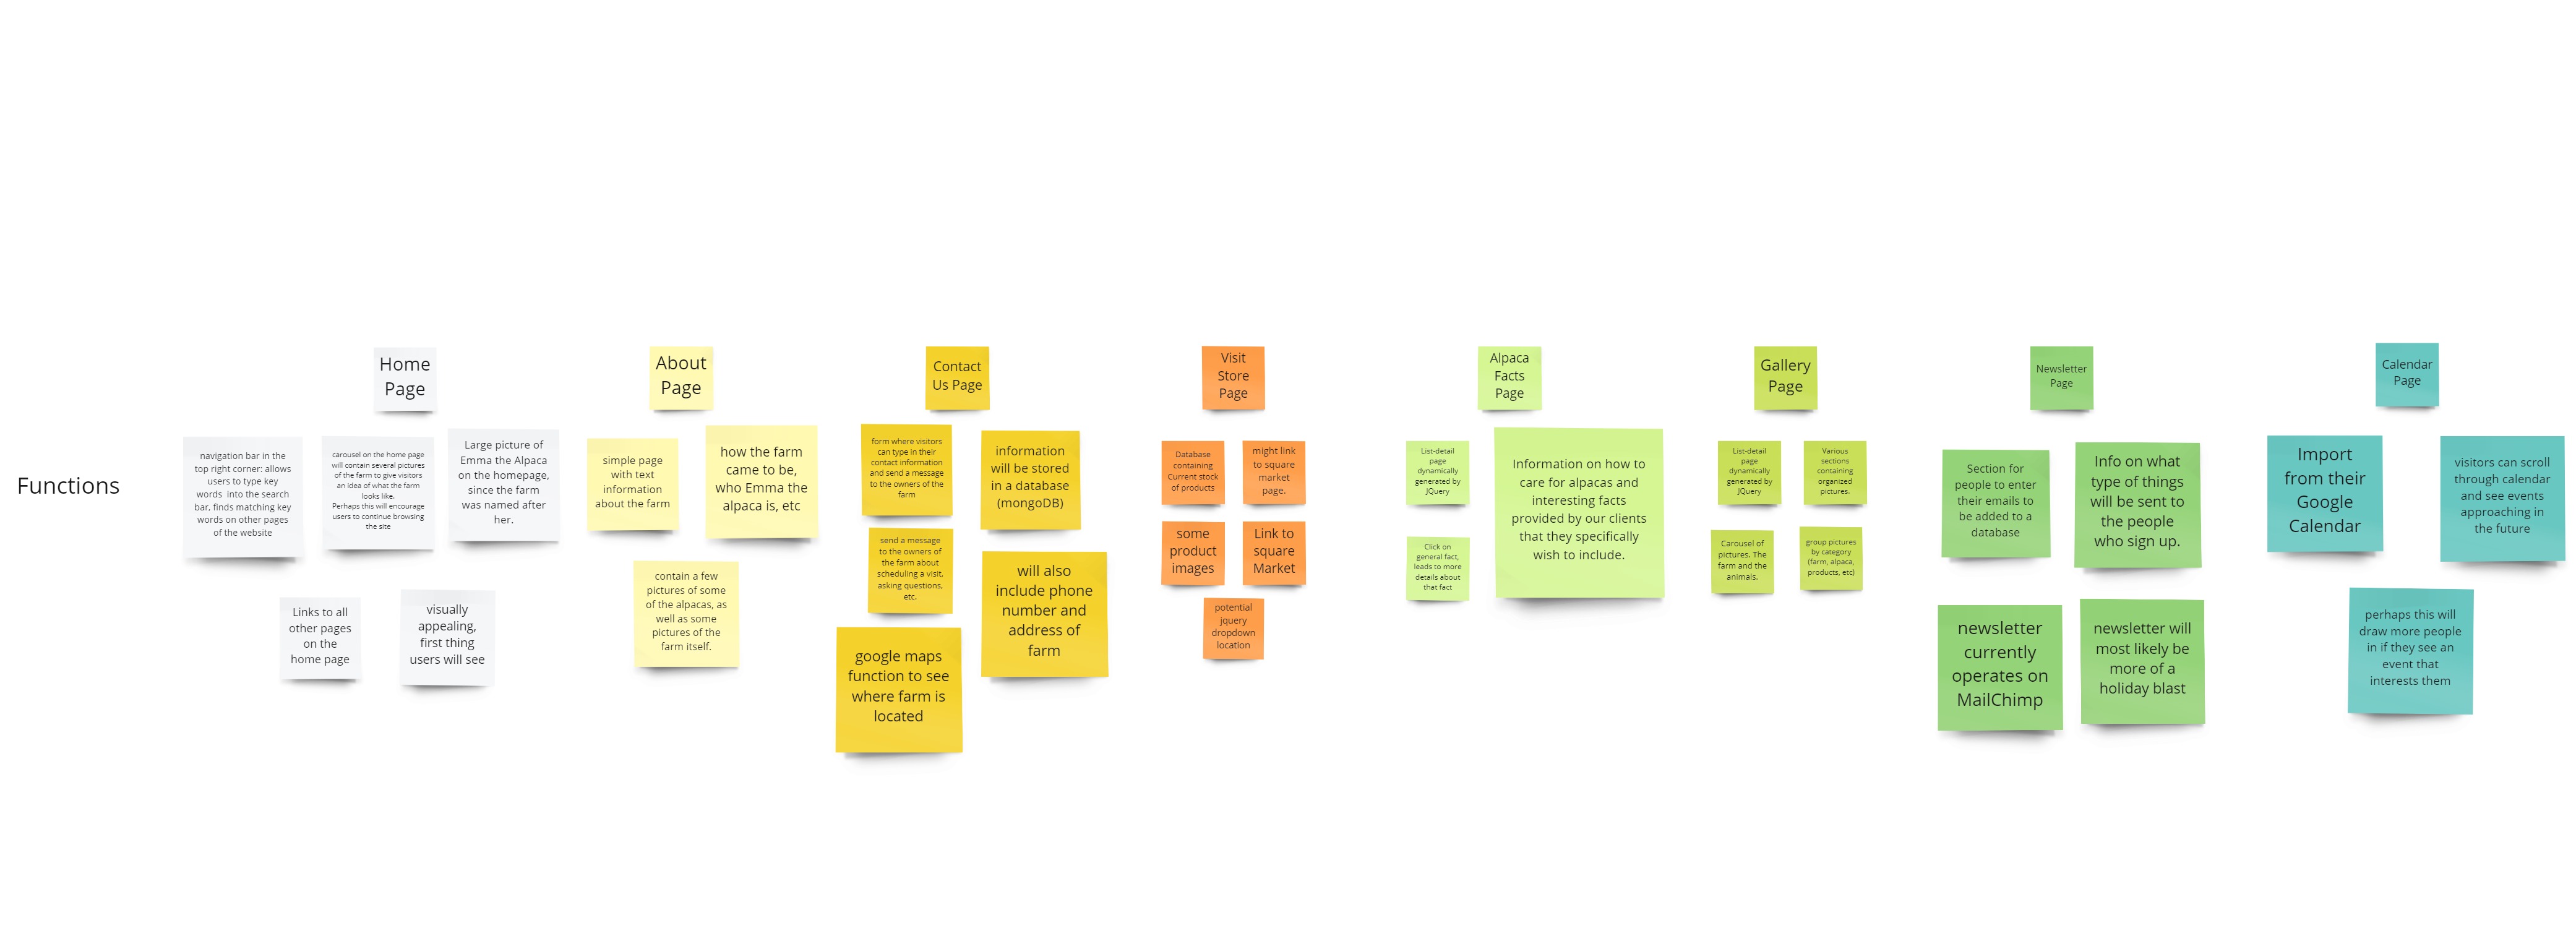 Functions
Home
Page
navigation bar in the
top right corner: allows
users to type key
words into the search
bar, finds matching key
words on other pages
of the website
carousel on the home page
will contain several pictures
of the farm to give visitors
an idea of what the farm
looks like.
Perhaps this will encourage
users to continue browsing
the site
Large picture of
Emma the Alpaca
on the homepage,
since the farm
was named after
her.
Links to all
other pages
on the
home page
visually
appealing,
first thing
users will see
About
Page
simple page
with text
information
about the farm
how the farm
came to be,
who Emma the
alpaca is, etc
contain a few
pictures of some
of the alpacas, as
well as some
pictures of the
farm itself.
Contact
Us Page
form where visitors
can type in their
contact information
and send a message
to the owners of the
farm
information
will be stored
in a database
(mongoDB)
send a message
to the owners of
the farm about
scheduling a visit,
asking questions,
etc.
will also
include phone
number and
address of
farm
google maps
function to see
where farm is
located
Visit
Store
Page
Database
containing
Current stock
of products
might link
to square
market
page.
some
product
images
Link to
square
Market
potential
jquery
dropdown
location
Alpaca
Facts
Page
List-detail
page
dynamically
generated by
JQuery
Information on how to
care for alpacas and
interesting facts
provided by our clients
that they specifically
wish to include.
Click on
general fact,
leads to more
details about
that fact
Gallery
Page
List-detail
page
dynamically
generated by
JQuery
Various
sections
containing
organized
pictures.
Carousel of
pictures. The
farm and the
animals.
group pictures
by category
(farm, alpaca,
products, etc)
Newsletter
Page
Section for
people to enter
their emails to
be added to a
database
Info on what
type of things
will be sent to
the people
who sign up.
newsletter
currently
operates on
MailChimp
newsletter will
most likely be
more of a
holiday blast
Calendar
Page
Import
from their
Google
Calendar
visitors can scroll
through calendar
and see events
approaching in
the future
perhaps this will
draw more people
in if they see an
event that
interests them